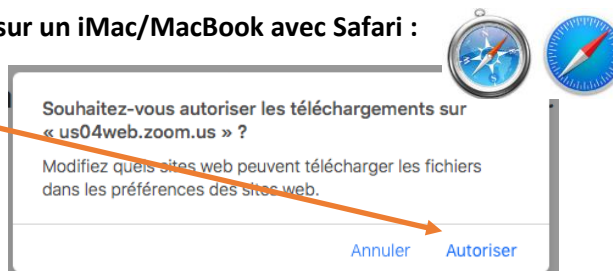 sur un iMac/MacBook avec Safari :
Souhaitez-vous autoriser les téléchargements sur
« us04web.zoom.us » ?
Modifiez quels sites web peuvent télécharger les fichiers
dans les préférences des sites web.
Annuler Autoriser